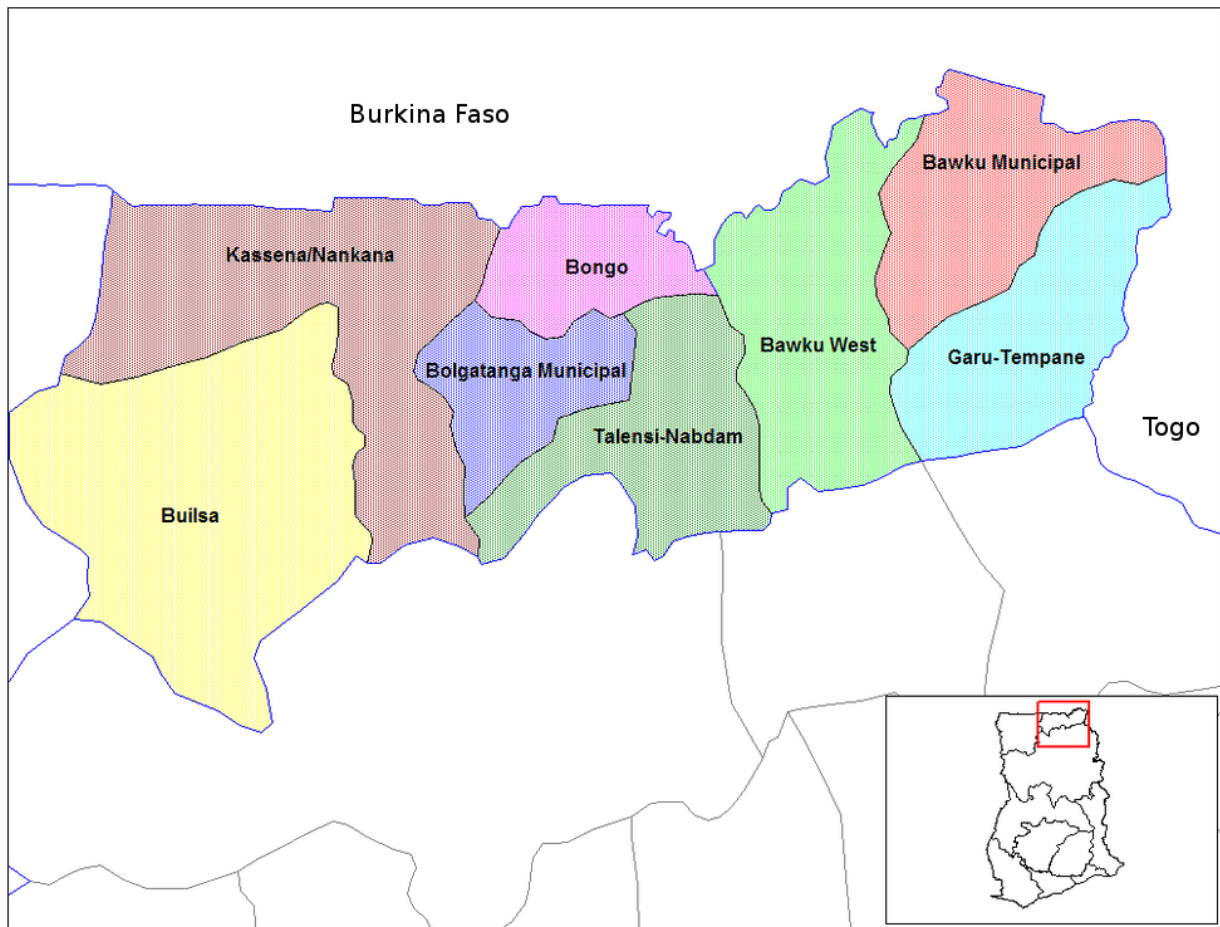 Burkina Faso
Bawku Municipal
Kassena/Nankana
Bongo
Bawku West
Garu-Tempane
Bolgatanga Municipal
Talensi-Nabdam
Togo
Builsa